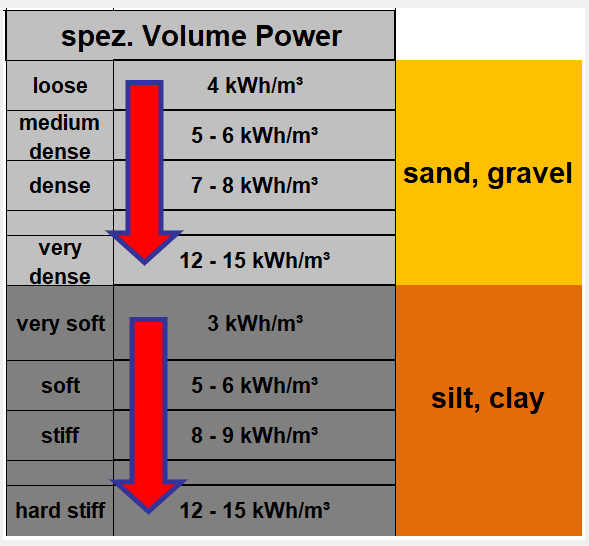 spez. Volume Power
loose 4 kWh/m³
medium
dense 5 - 6 kWh/m³
dense 7 - 8 kWh/m³
very
dense 12 - 15 kWh/m³
sand, gravel
very soft 3 kWh/m³
soft 5 - 6 kWh/m³
stiff 8 - 9 kWh/m³
hard stiff 12 - 15 kWh/m³
silt, clay